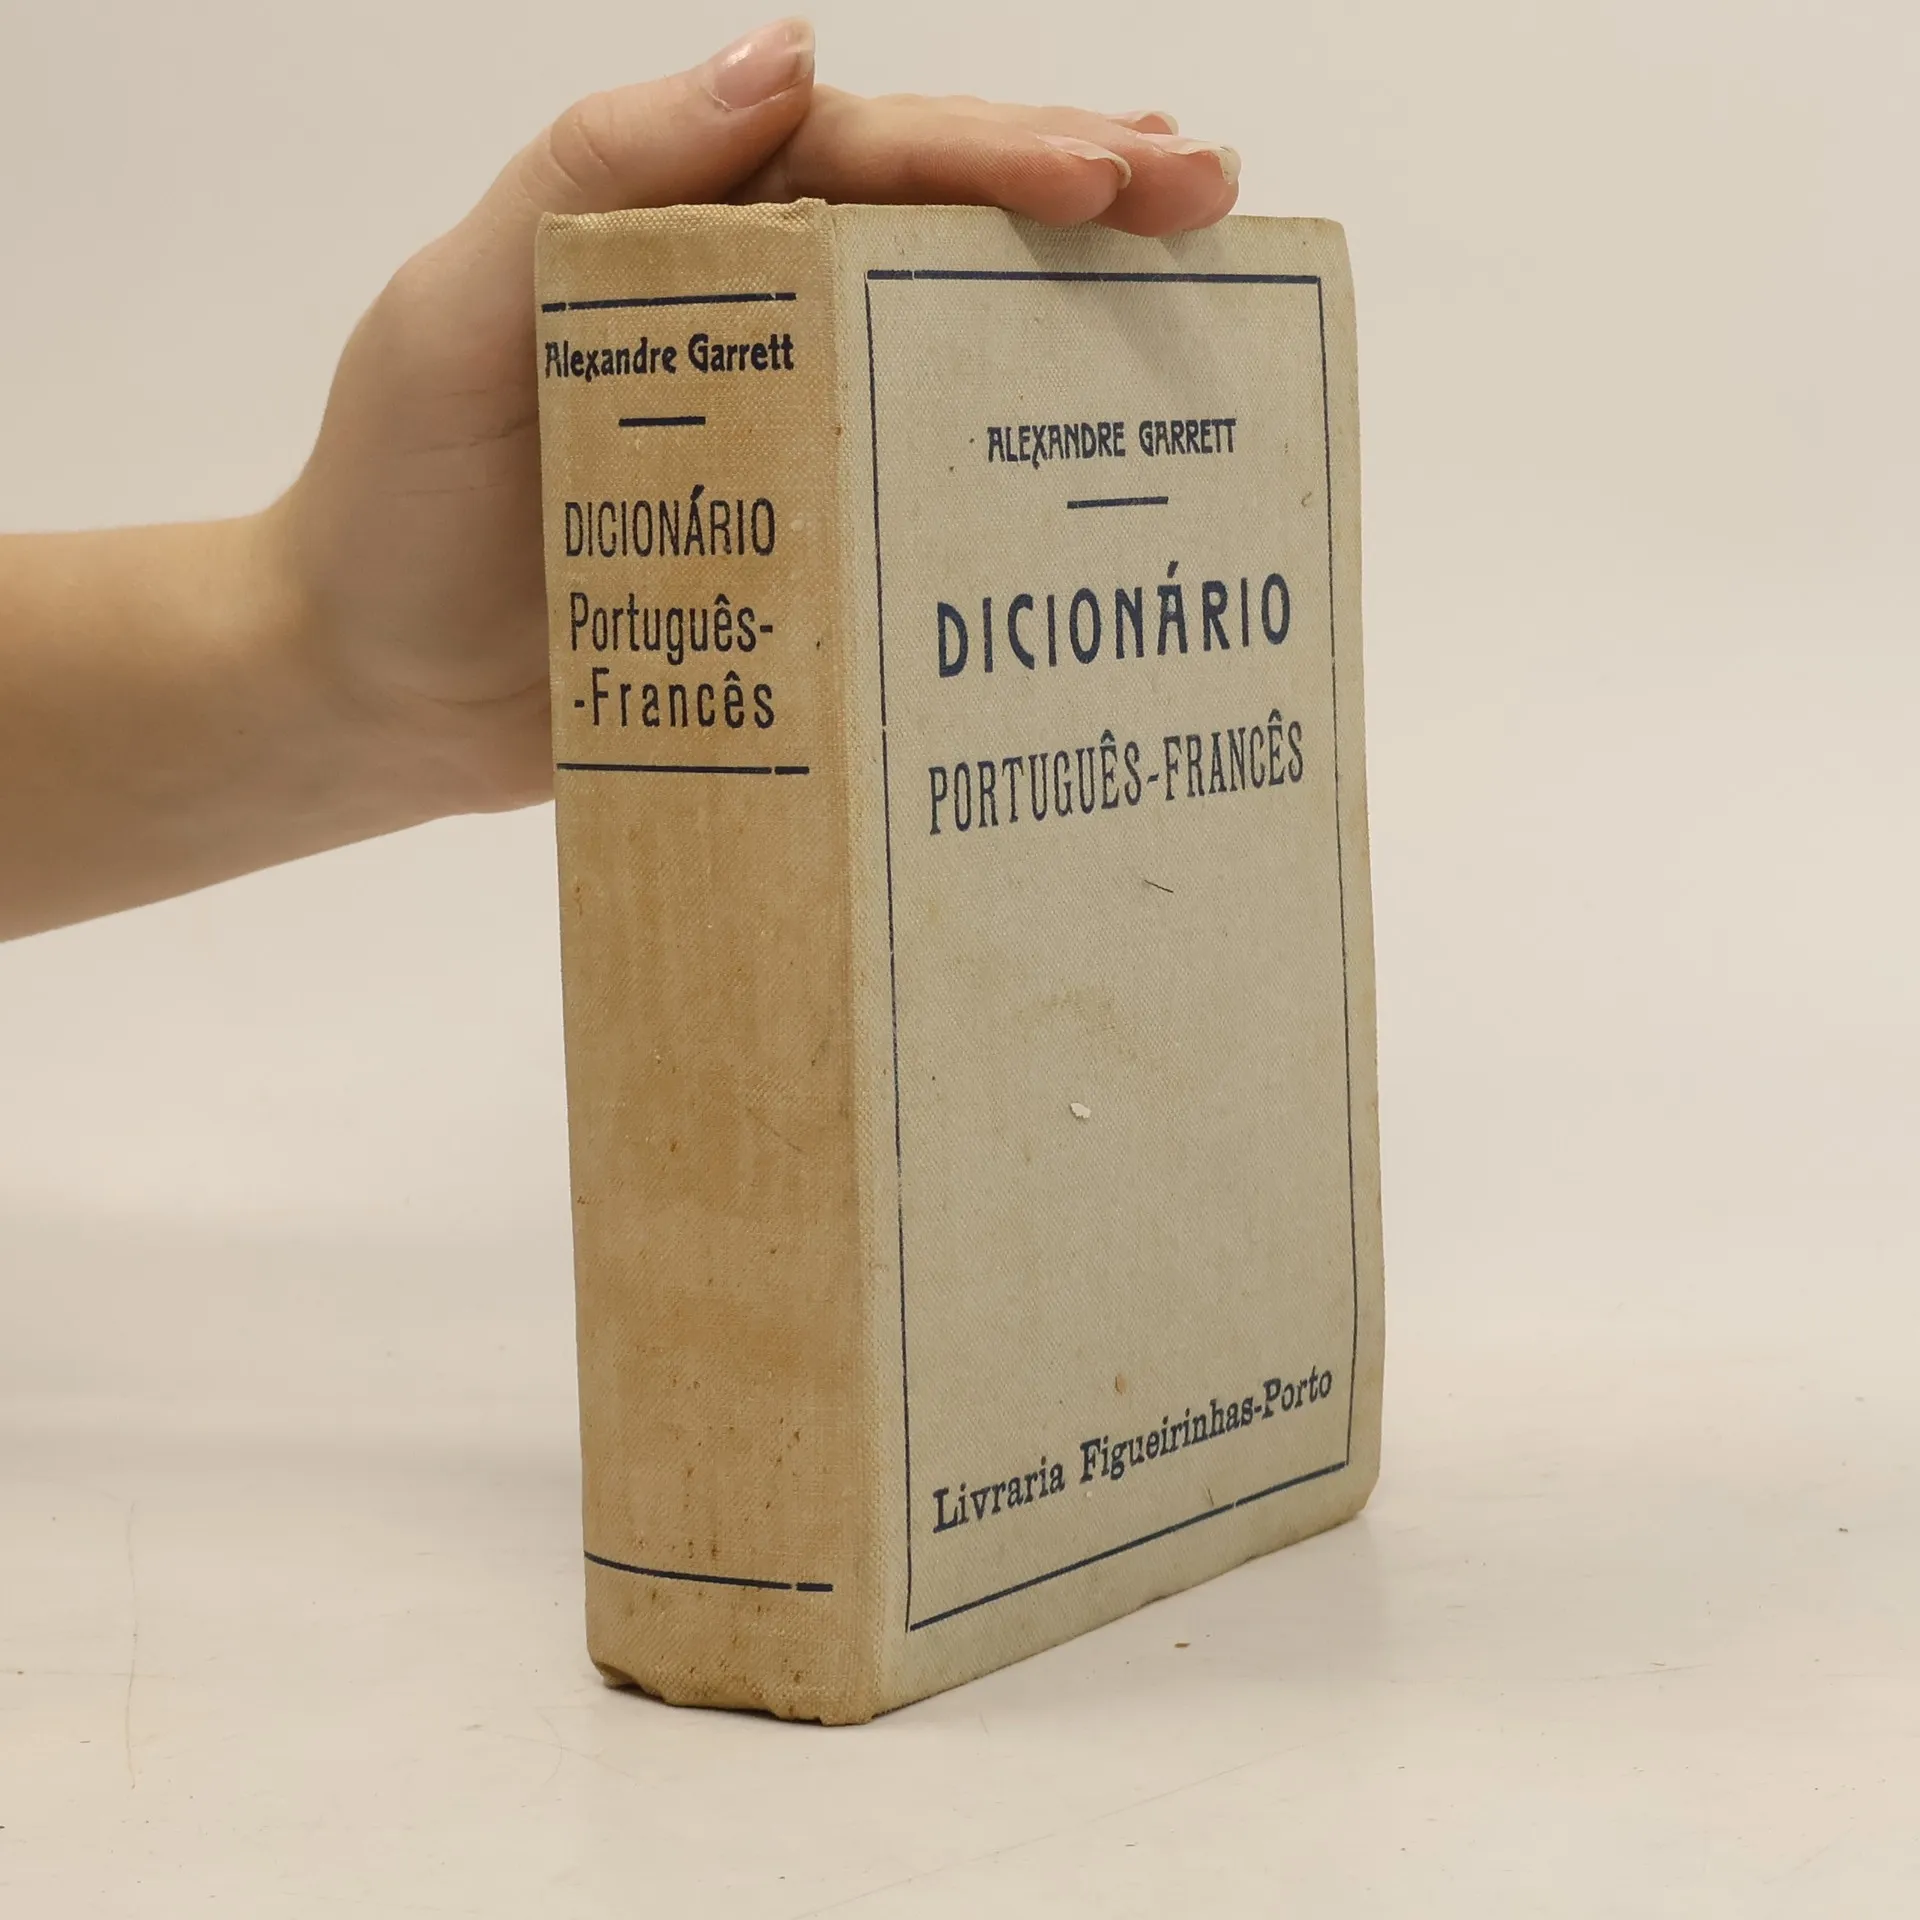 Alexandre Garrett
DICIONÁRIO
Português-
-Francês
ALEXANDRE GARRETT
DICIONÁRIO
PORTUGUÊS-FRANCÊS
Livraria Figueirinhas-Porto